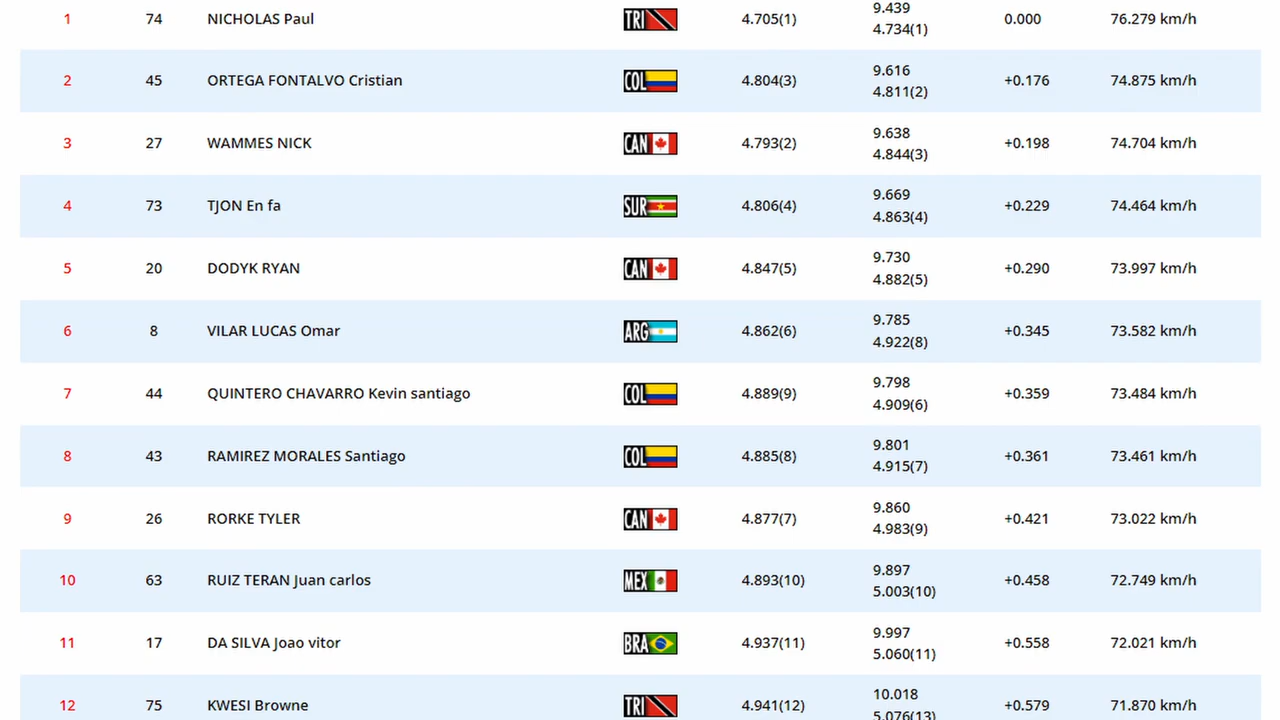 1 74 NICHOLAS Paul TRI 4.705(1) 9.439 4.734(1) 0.000 76.279 km/h
2 45 ORTEGA FONTALVO Cristian COL 4.804(3) 9.616 4.811(2) +0.176 74.875 km/h
3 27 WAMMES NICK CAN 4.793(2) 9.638 4.844(3) +0.198 74.704 km/h
4 73 TJON En fa SUR 4.806(4) 9.669 4.863(4) +0.229 74.464 km/h
5 20 DODYK RYAN CAN 4.847(5) 9.730 4.882(5) +0.290 73.997 km/h
6 8 VILAR LUCAS Omar ARG 4.862(6) 9.785 4.922(8) +0.345 73.582 km/h
7 44 QUINTERO CHAVARRO Kevin santiago COL 4.889(9) 9.798 4.909(6) +0.359 73.484 km/h
8 43 RAMIREZ MORALES Santiago COL 4.885(8) 9.801 4.915(7) +0.361 73.461 km/h
9 26 RORKE TYLER CAN 4.877(7) 9.860 4.983(9) +0.421 73.022 km/h
10 63 RUIZ TERAN Juan carlos MEX 4.893(10) 9.897 5.003(10) +0.458 72.749 km/h
11 17 DA SILVA Joao vitor BRA 4.937(11) 9.997 5.060(11) +0.558 72.021 km/h
12 75 KWESI Browne TRI 4.941(12) 10.018 5.076(13) +0.579 71.870 km/h